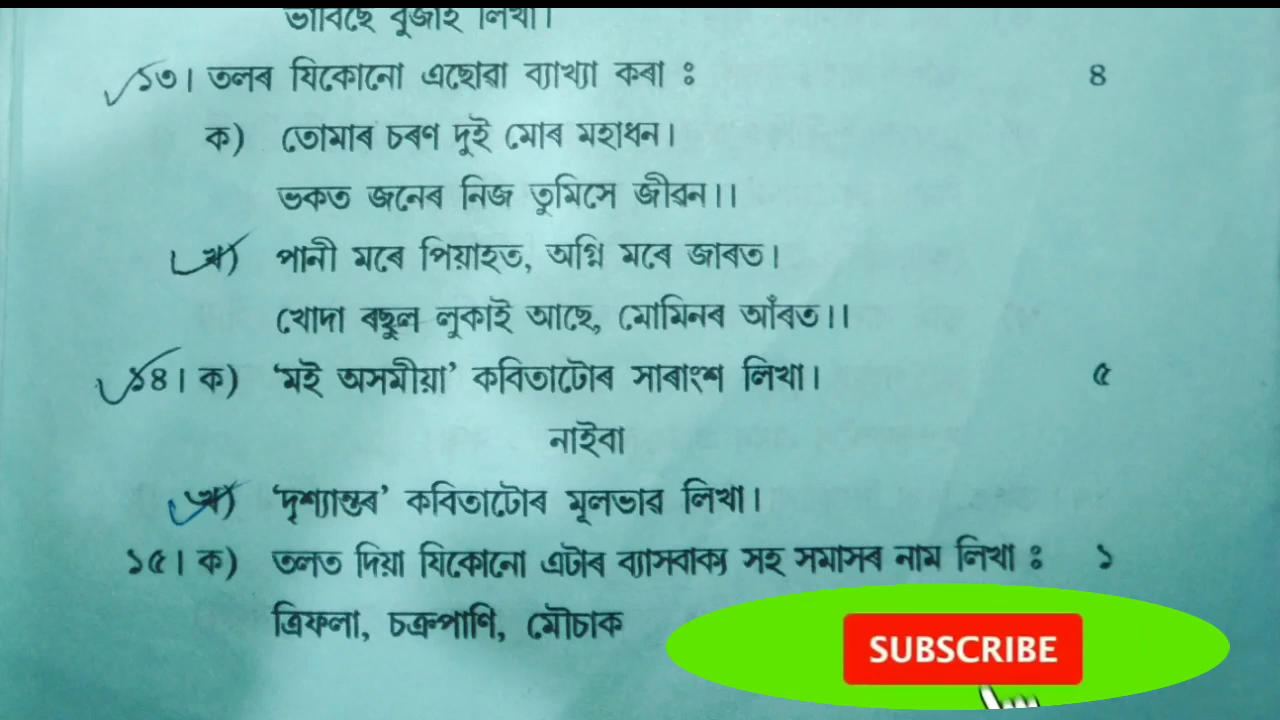 ভাবিছে বুজাই লিখা।
১৩। তলৰ যিকোনো এছোৱা ব্যাখ্যা কৰা ঃ ৪
ক) তোমাৰ চৰণ দুই মোৰ মহাধন।
ভকত জনেৰ নিজ তুমিসে জীৱন।।
খ) পানী মৰে পিয়াহত, অগ্নি মৰে জাৰত।
খোদা ৰছুল লুকাই আছে, মোমিনৰ আঁৰত।।
১৪। ক) ‘মই অসমীয়া’ কবিতাটোৰ সাৰাংশ লিখা। ৫
নাইবা
খ) ‘দৃশ্যান্তৰ’ কবিতাটোৰ মূলভাৱ লিখা।
১৫। ক) তলত দিয়া যিকোনো এটাৰ ব্যাসবাক্য সহ সমাসৰ নাম লিখা ঃ ১
ত্ৰিফলা, চক্ৰপাণি, মৌচাক
SUBSCRIBE